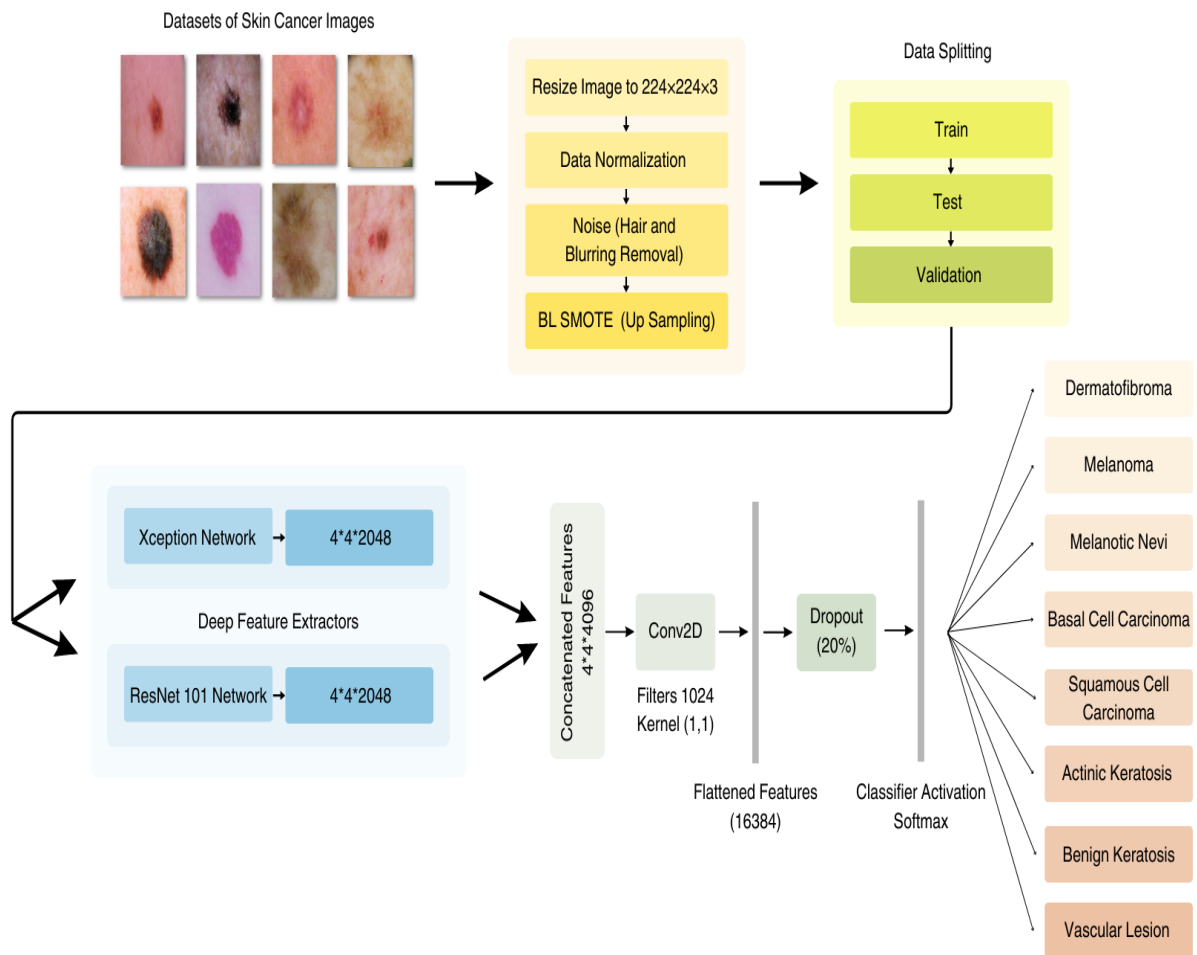 Datasets of Skin Cancer Images
Resize Image to 224×224×3
Data Normalization
Noise (Hair and
Blurring Removal)
BL SMOTE (Up Sampling)
Data Splitting
Train
Test
Validation
Xception Network
4*4*2048
Deep Feature Extractors
ResNet 101 Network
4*4*2048
Concatenated Features
4*4*4096
Conv2D
Filters 1024
Kernel (1,1)
Flattened Features
(16384)
Dropout
(20%)
Classifier Activation
Softmax
Dermatofibroma
Melanoma
Melanotic Nevi
Basal Cell Carcinoma
Squamous Cell
Carcinoma
Actinic Keratosis
Benign Keratosis
Vascular Lesion